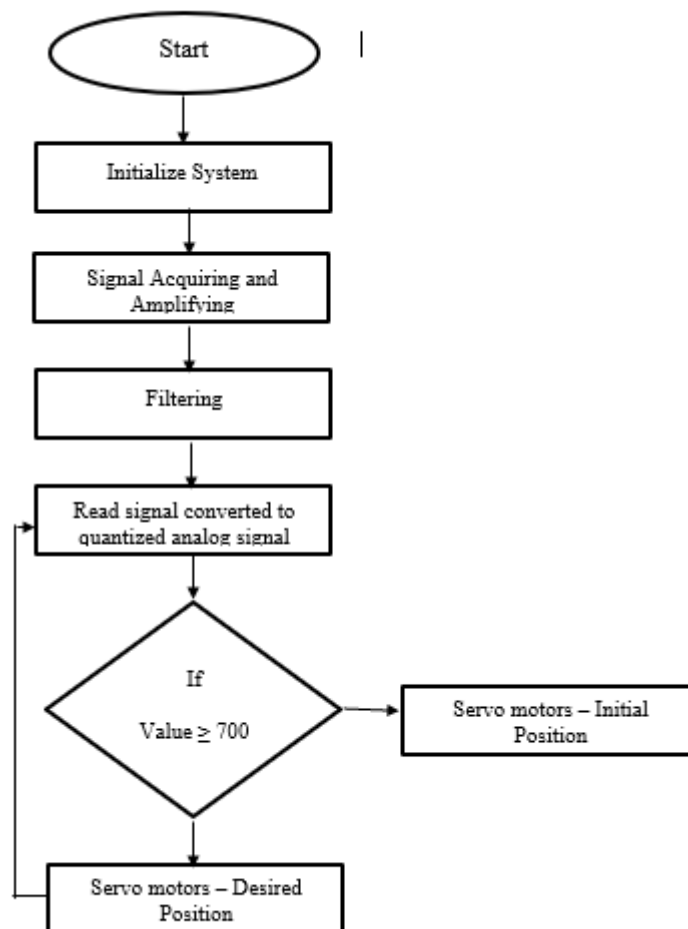 Start
Initialize System
Signal Acquiring and
Amplifying
Filtering
Read signal converted to
quantized analog signal
If
Value ≥ 700
Servo motors – Initial
Position
Servo motors – Desired
Position